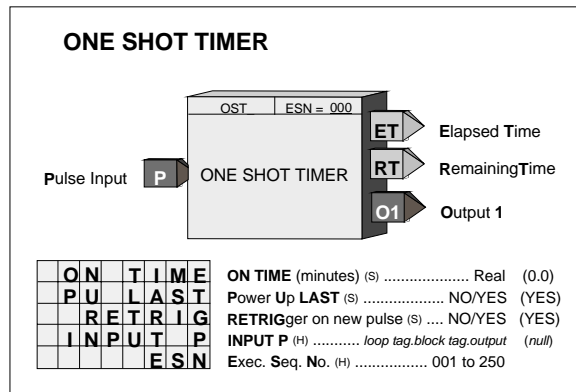 ONE SHOT TIMER
OST_ ESN = 000
ET Elapsed Time
RT RemainingTime
Pulse Input P ONE SHOT TIMER
O1 Output 1
ON TIME ON TIME (minutes) (S) ..................... Real (0.0)
PU LAST Power Up LAST (S) ................... NO/YES (YES)
RETRIG RETRIGger on new pulse (S) .... NO/YES (YES)
INPUT P INPUT P (H) ........... loop tag.block tag.output (null)
ESN Exec. Seq. No. (H) ................. 001 to 250